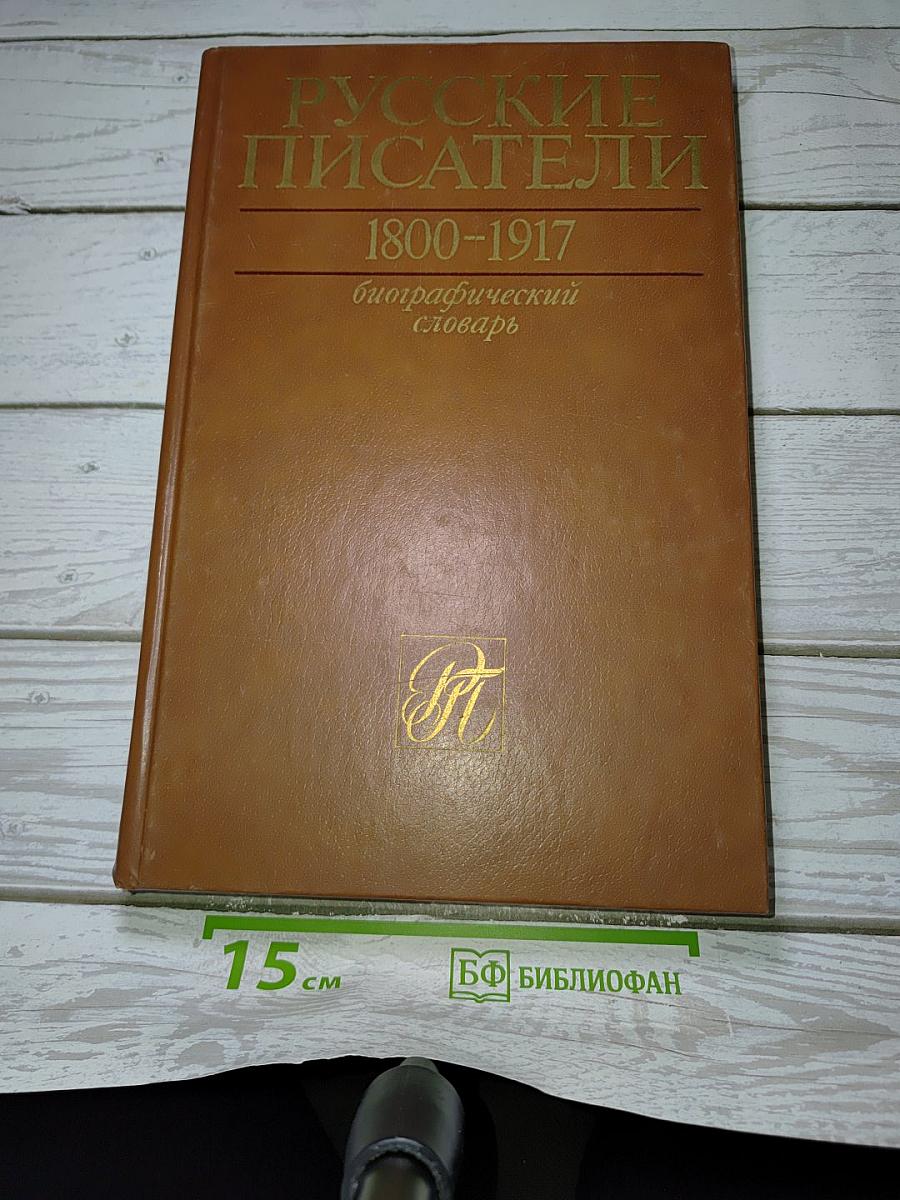 РУССКИЕ
ПИСАТЕЛИ
1800–1917
биографический
словарь
РП
15 см
БФ БИБЛИОФАН